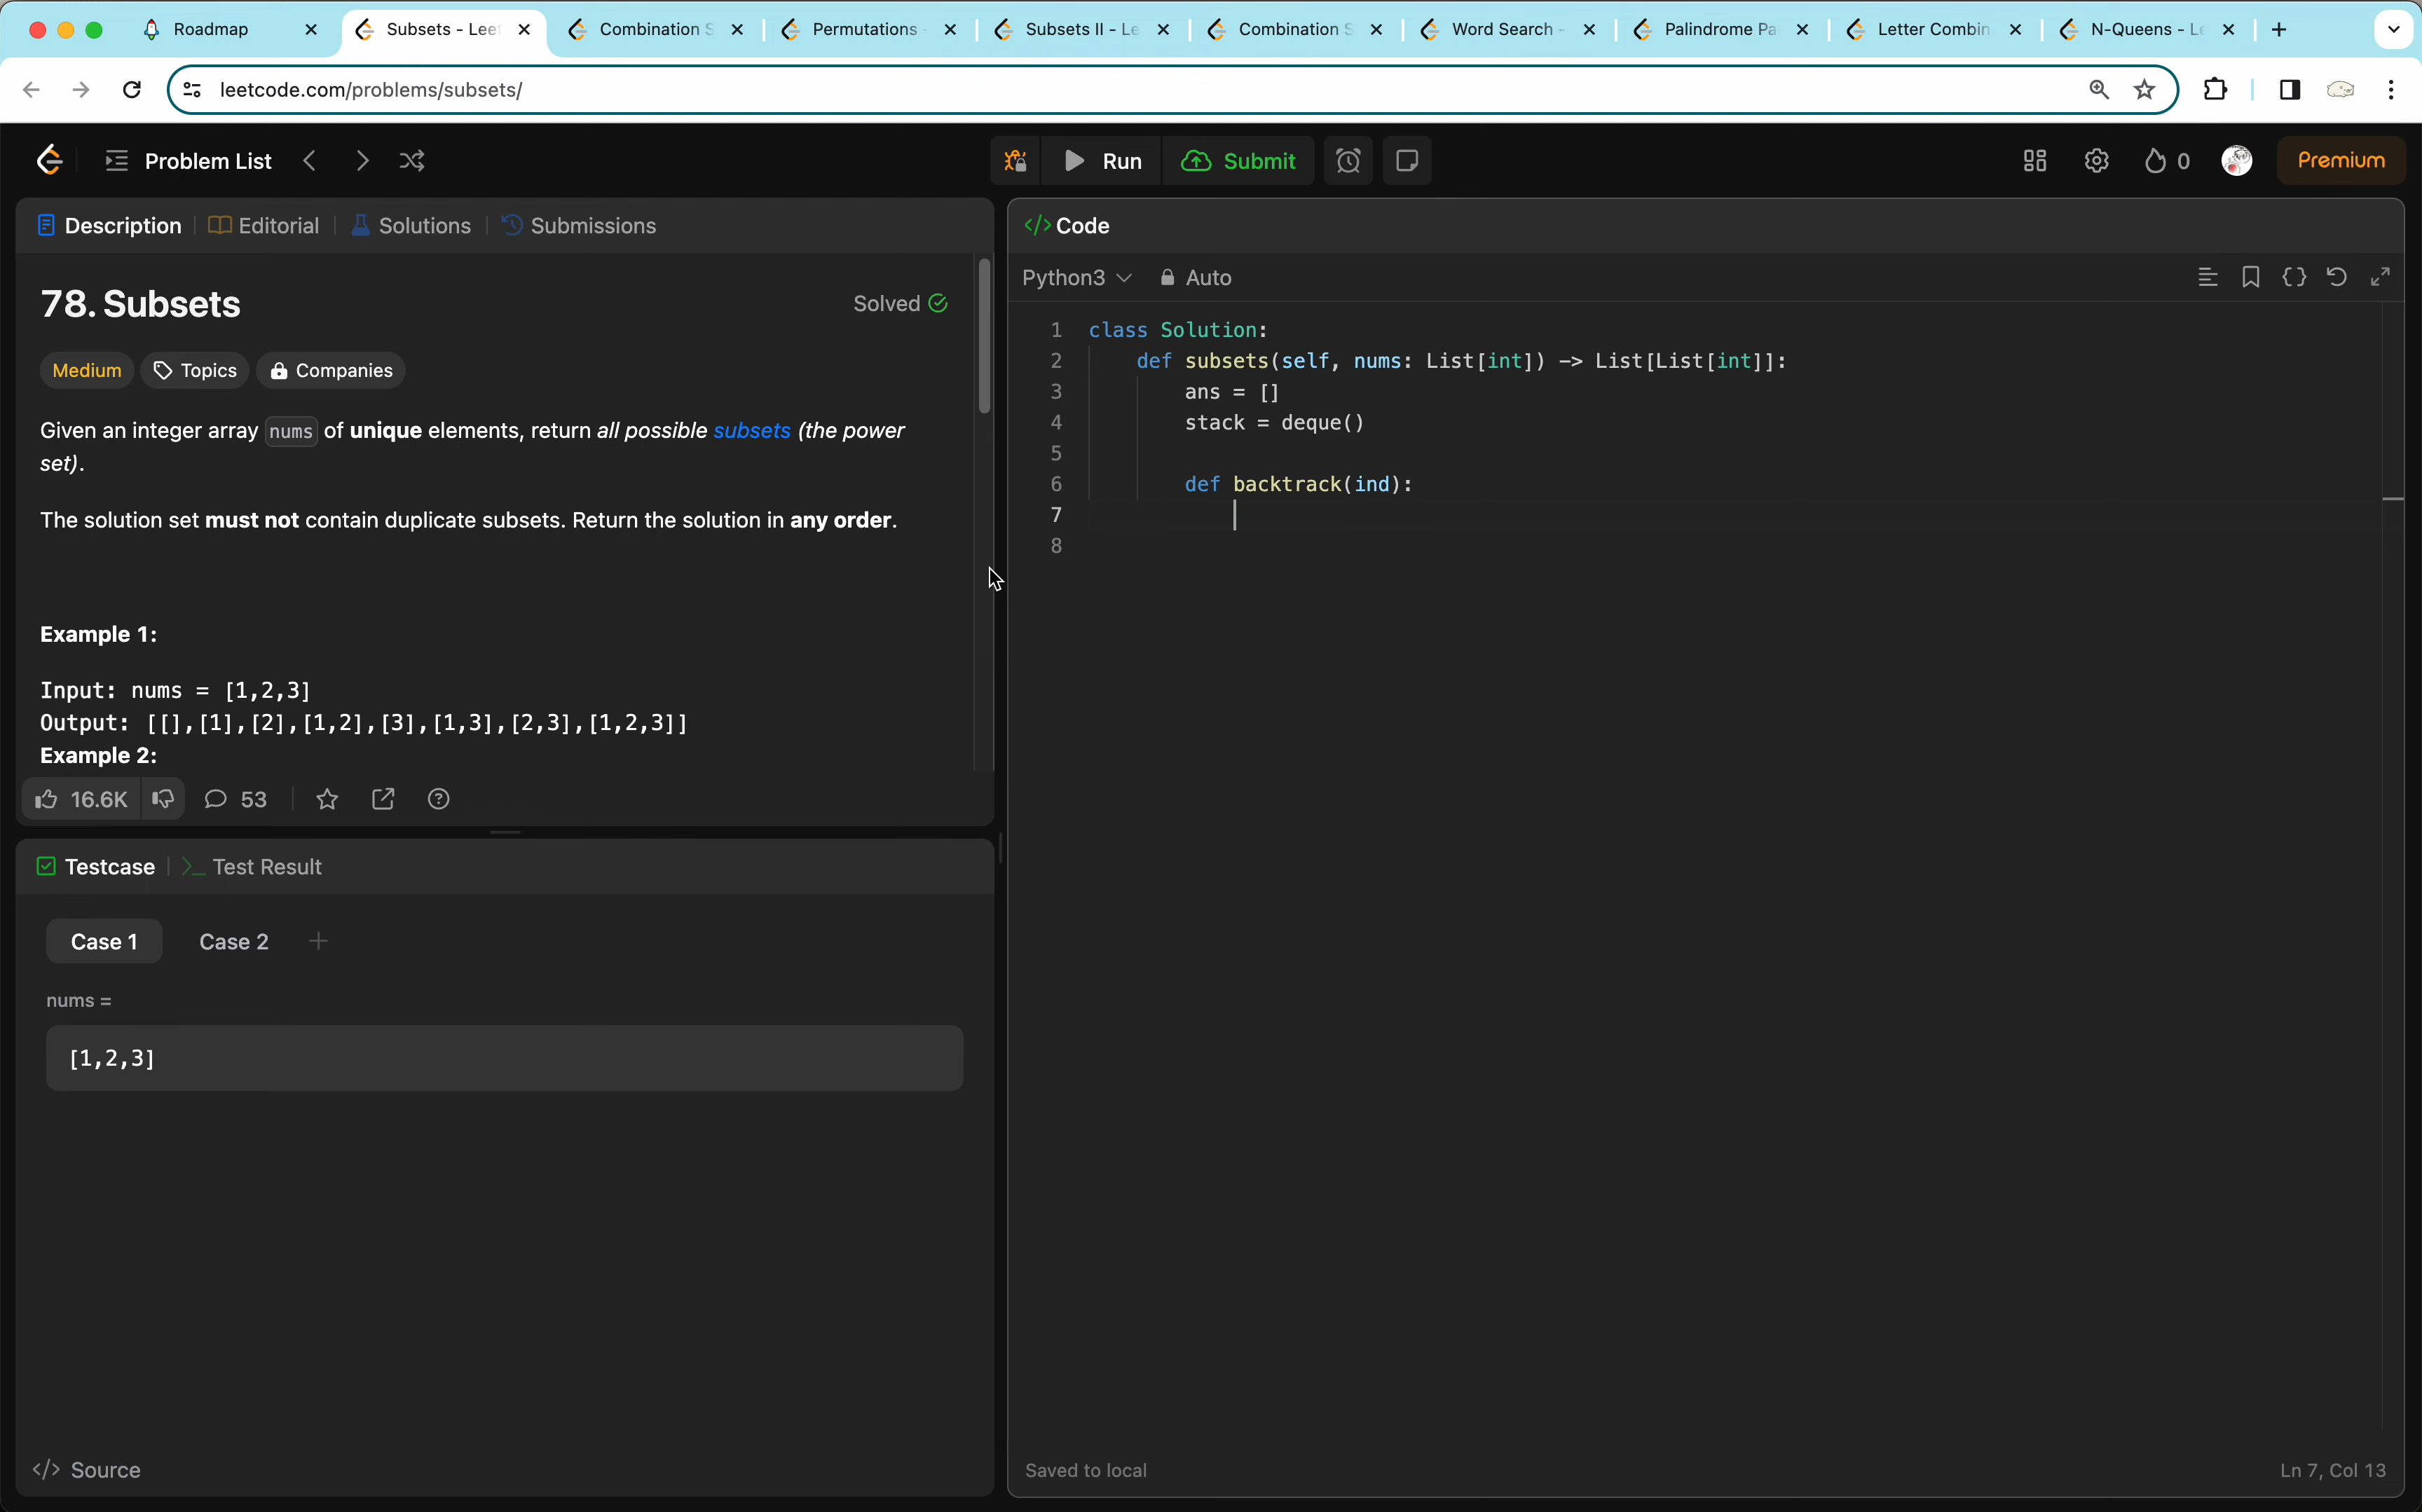 Roadmap
Subsets - Leet
Combination S
Permutations -
Subsets II - Le
Combination S
Word Search -
Palindrome Pa
Letter Combin
N-Queens - Le
leetcode.com/problems/subsets/
Problem List
Run
Submit
0
Premium
Description
Editorial
Solutions
Submissions
78. Subsets
Solved
Medium
Topics
Companies
Given an integer array nums of unique elements, return all possible subsets (the power
set).
The solution set must not contain duplicate subsets. Return the solution in any order.
Example 1:
Input: nums = [1,2,3]
Output: [[],[1],[2],[1,2],[3],[1,3],[2,3],[1,2,3]]
Example 2:
16.6K
53
Testcase
Test Result
Case 1
Case 2
nums =
[1,2,3]
Source
Code
Python3
Auto
1 class Solution:
2 def subsets(self, nums: List[int]) -> List[List[int]]:
3 ans = []
4 stack = deque()
5
6 def backtrack(ind):
7
8
Saved to local
Ln 7, Col 13